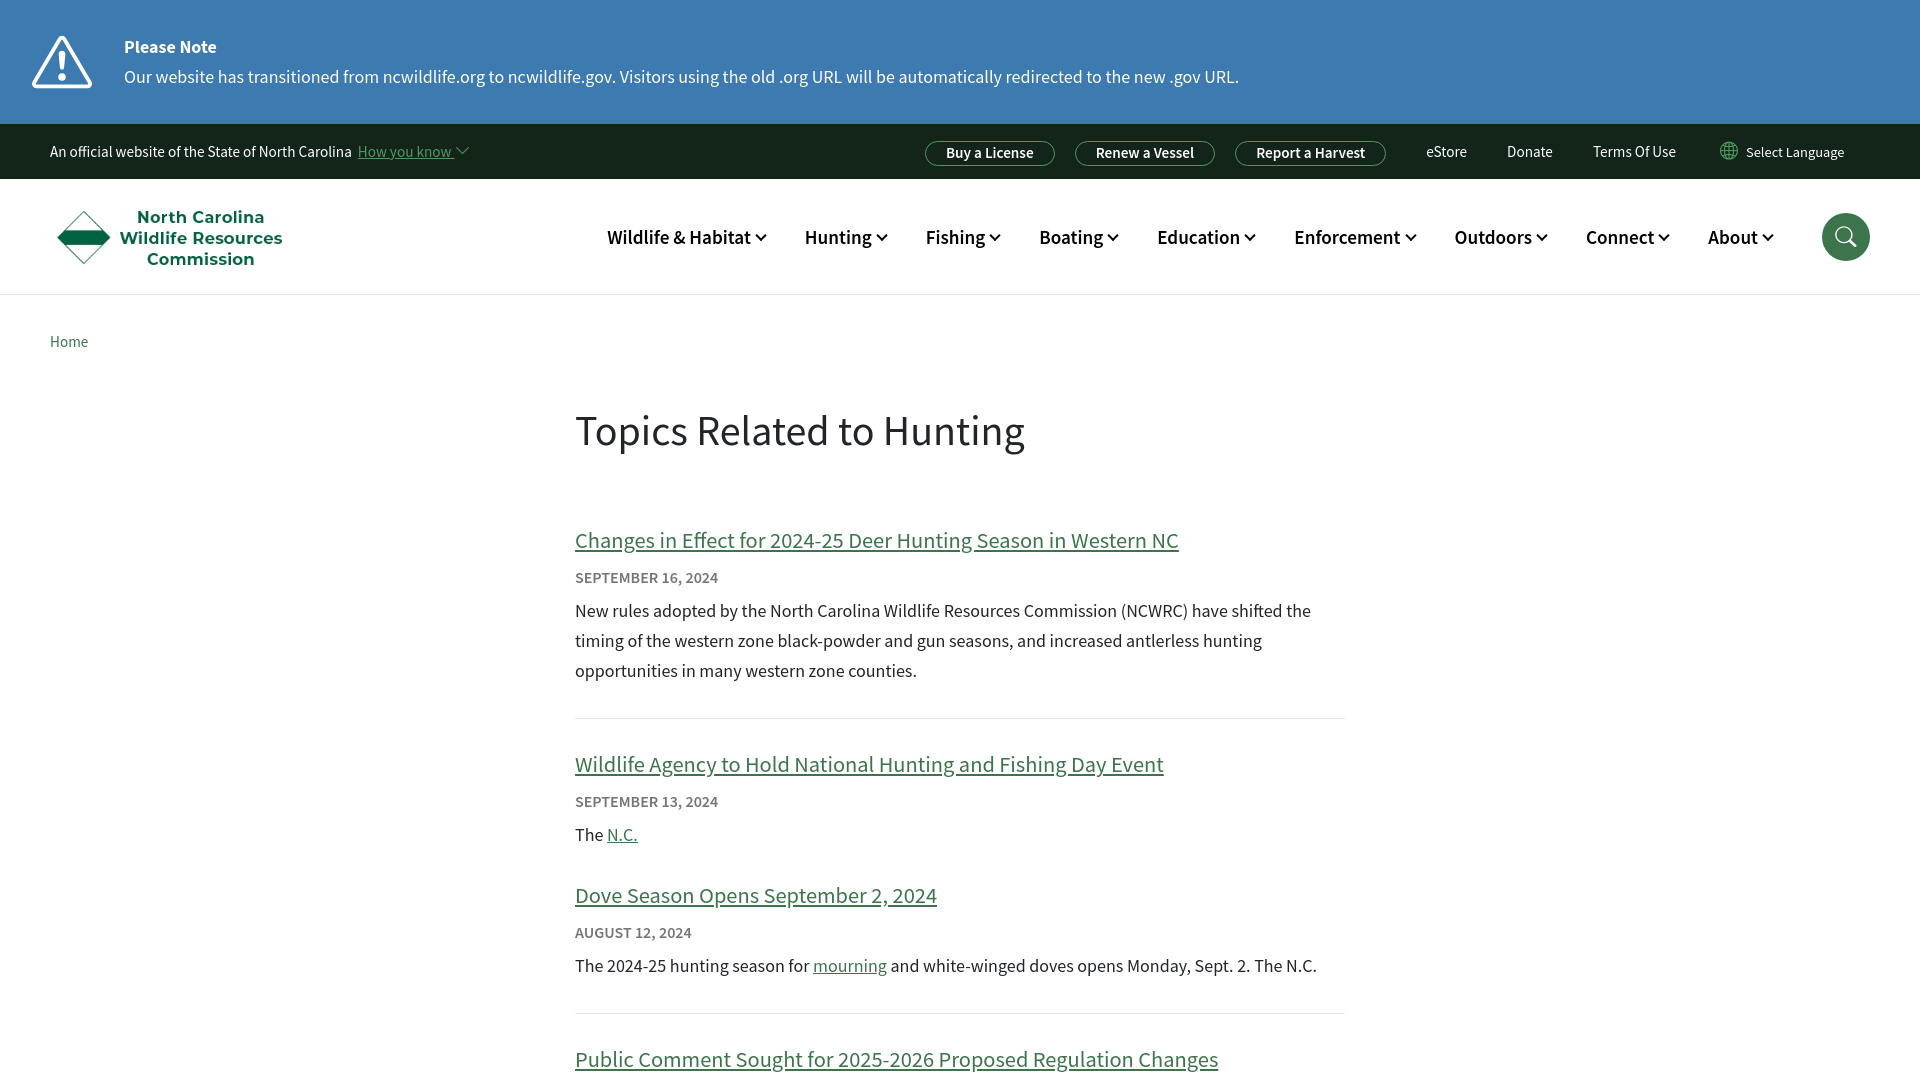 Please Note
Our website has transitioned from ncwildlife.org to ncwildlife.gov. Visitors using the old .org URL will be automatically redirected to the new .gov URL.
An official website of the State of North Carolina How you know
Buy a License
Renew a Vessel
Report a Harvest
eStore
Donate
Terms Of Use
Select Language
North Carolina
Wildlife Resources
Commission
Wildlife & Habitat
Hunting
Fishing
Boating
Education
Enforcement
Outdoors
Connect
About
Home
Topics Related to Hunting
Changes in Effect for 2024-25 Deer Hunting Season in Western NC
SEPTEMBER 16, 2024
New rules adopted by the North Carolina Wildlife Resources Commission (NCWRC) have shifted the
timing of the western zone black-powder and gun seasons, and increased antlerless hunting
opportunities in many western zone counties.
Wildlife Agency to Hold National Hunting and Fishing Day Event
SEPTEMBER 13, 2024
The N.C.
Dove Season Opens September 2, 2024
AUGUST 12, 2024
The 2024-25 hunting season for mourning and white-winged doves opens Monday, Sept. 2. The N.C.
Public Comment Sought for 2025-2026 Proposed Regulation Changes